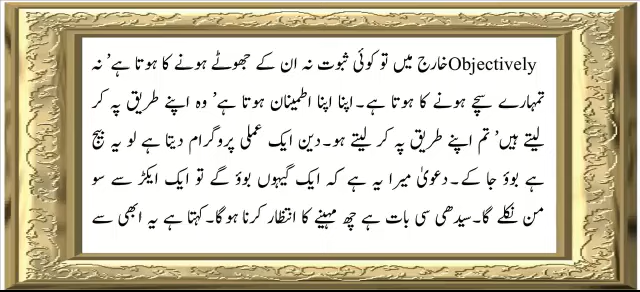 Objectively خارج میں تو کوئی ثبوت نہ ان کے جھوٹے ہونے کا ہوتا ہے’ نہ
تمہارے سچے ہونے کا ہوتا ہے۔اپنا اپنا اطمینان ہوتا ہے’ وہ اپنے طریق پہ کر
لیتے ہیں’ تم اپنے طریق پہ کر لیتے ہو۔دین ایک عملی پروگرام دیتا ہے لو یہ بیج
ہے بوؤ جا کے۔دعویٰ میرا یہ ہے کہ ایک گیہوں بوؤ گے تو ایک ایکڑ سے سو
من نکلے گا۔سیدھی سی بات ہے چھ مہینے کا انتظار کرنا ہوگا۔کہتا ہے یہ ابھی سے